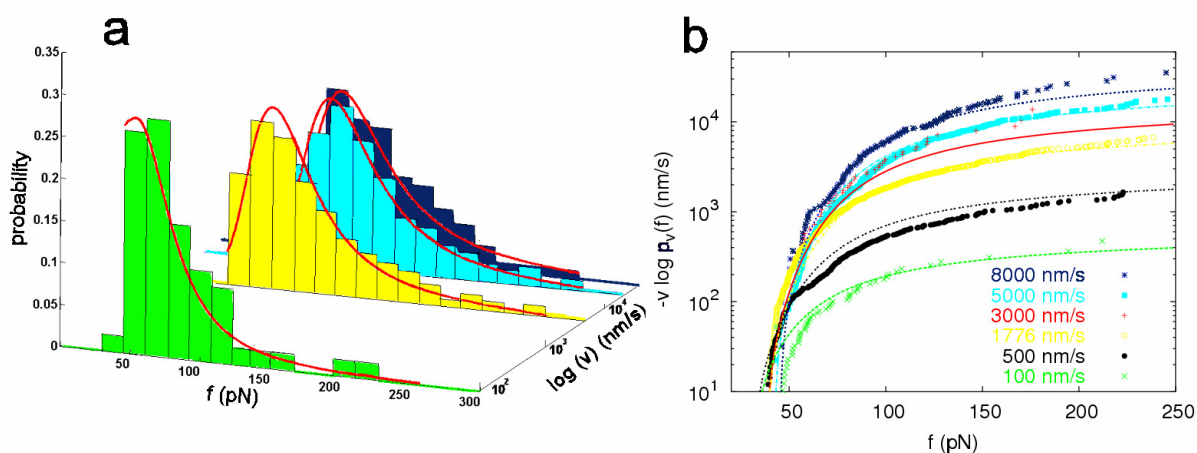 a
0.35
0.3
0.25
0.2
0.15
0.1
0.05
0
probability
50
100
150
200
250
300
f (pN)
10²
10³
10⁴
log (v) (nm/s)
b
10⁴
10³
10²
10¹
-v log pᵥ(f) (nm/s)
8000 nm/s
5000 nm/s
3000 nm/s
1776 nm/s
500 nm/s
100 nm/s
50
100
150
200
250
f (pN)